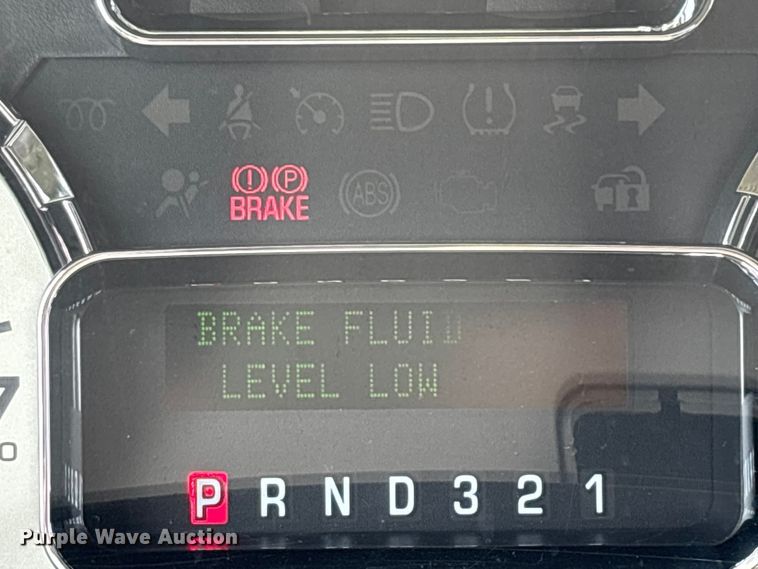 BRAKE
ABS
BRAKE FLUID
LEVEL LOW
P R N D 3 2 1
Purple Wave Auction